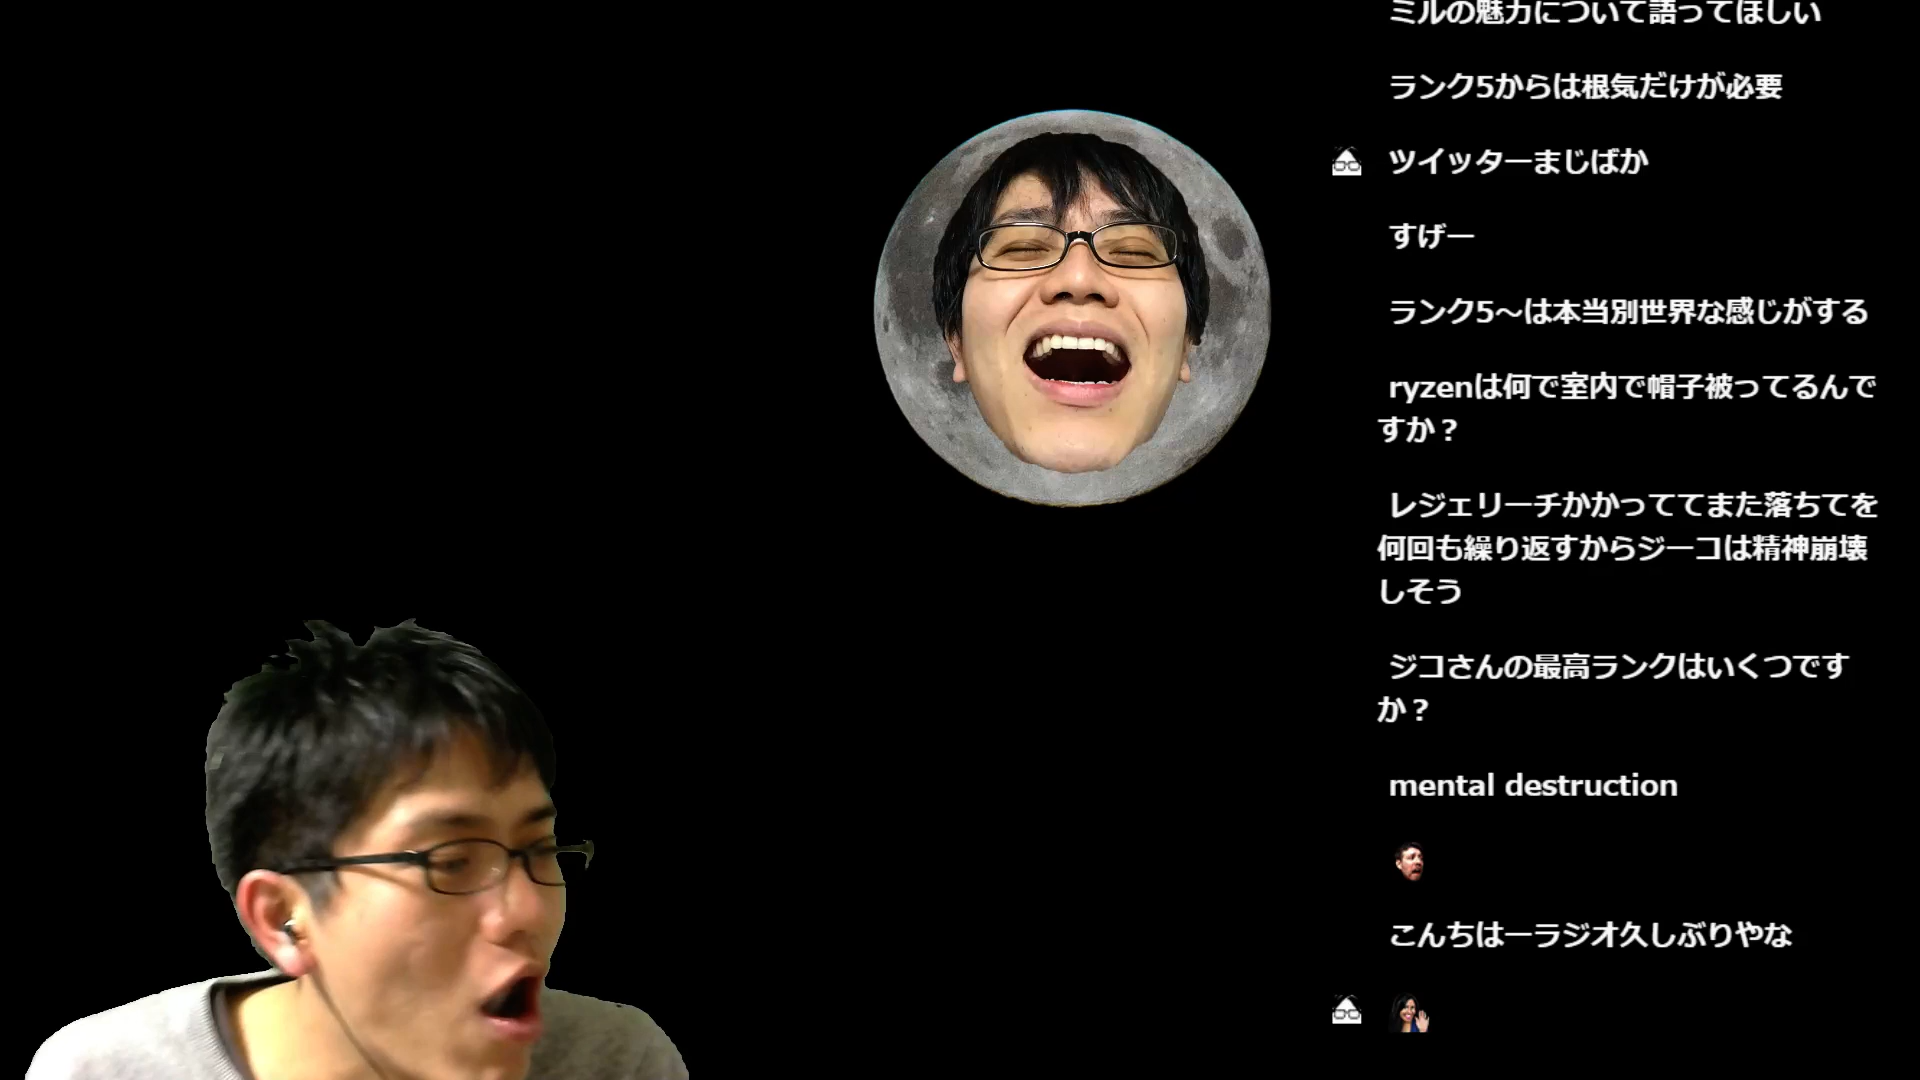 ミルの魅力について語ってほしい
ランク5からは根気だけが必要
ツイッターまじばか
すげー
ランク5～は本当別世界な感じがする
ryzenは何で室内で帽子被ってるんで
すか？
レジェリーチかかっててまた落ちてを
何回も繰り返すからジーコは精神崩壊
しそう
ジコさんの最高ランクはいくつです
か？
mental destruction
こんちはーラジオ久しぶりやな